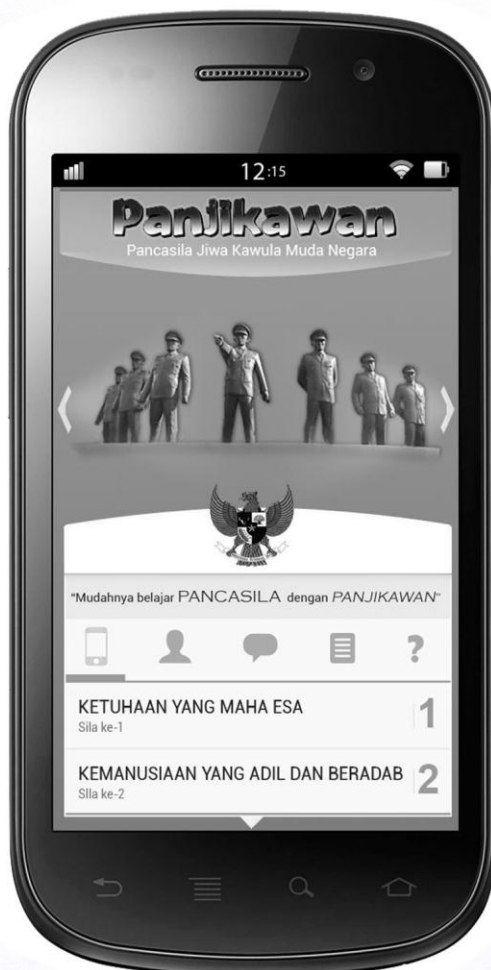 12:15
Panjikawan
Pancasila Jiwa Kawula Muda Negara
"Mudahnya belajar PANCASILA dengan PANJIKAWAN"
?
KETUHAAN YANG MAHA ESA
Sila ke-1
1
KEMANUSIAAN YANG ADIL DAN BERADAB
SIla ke-2
2